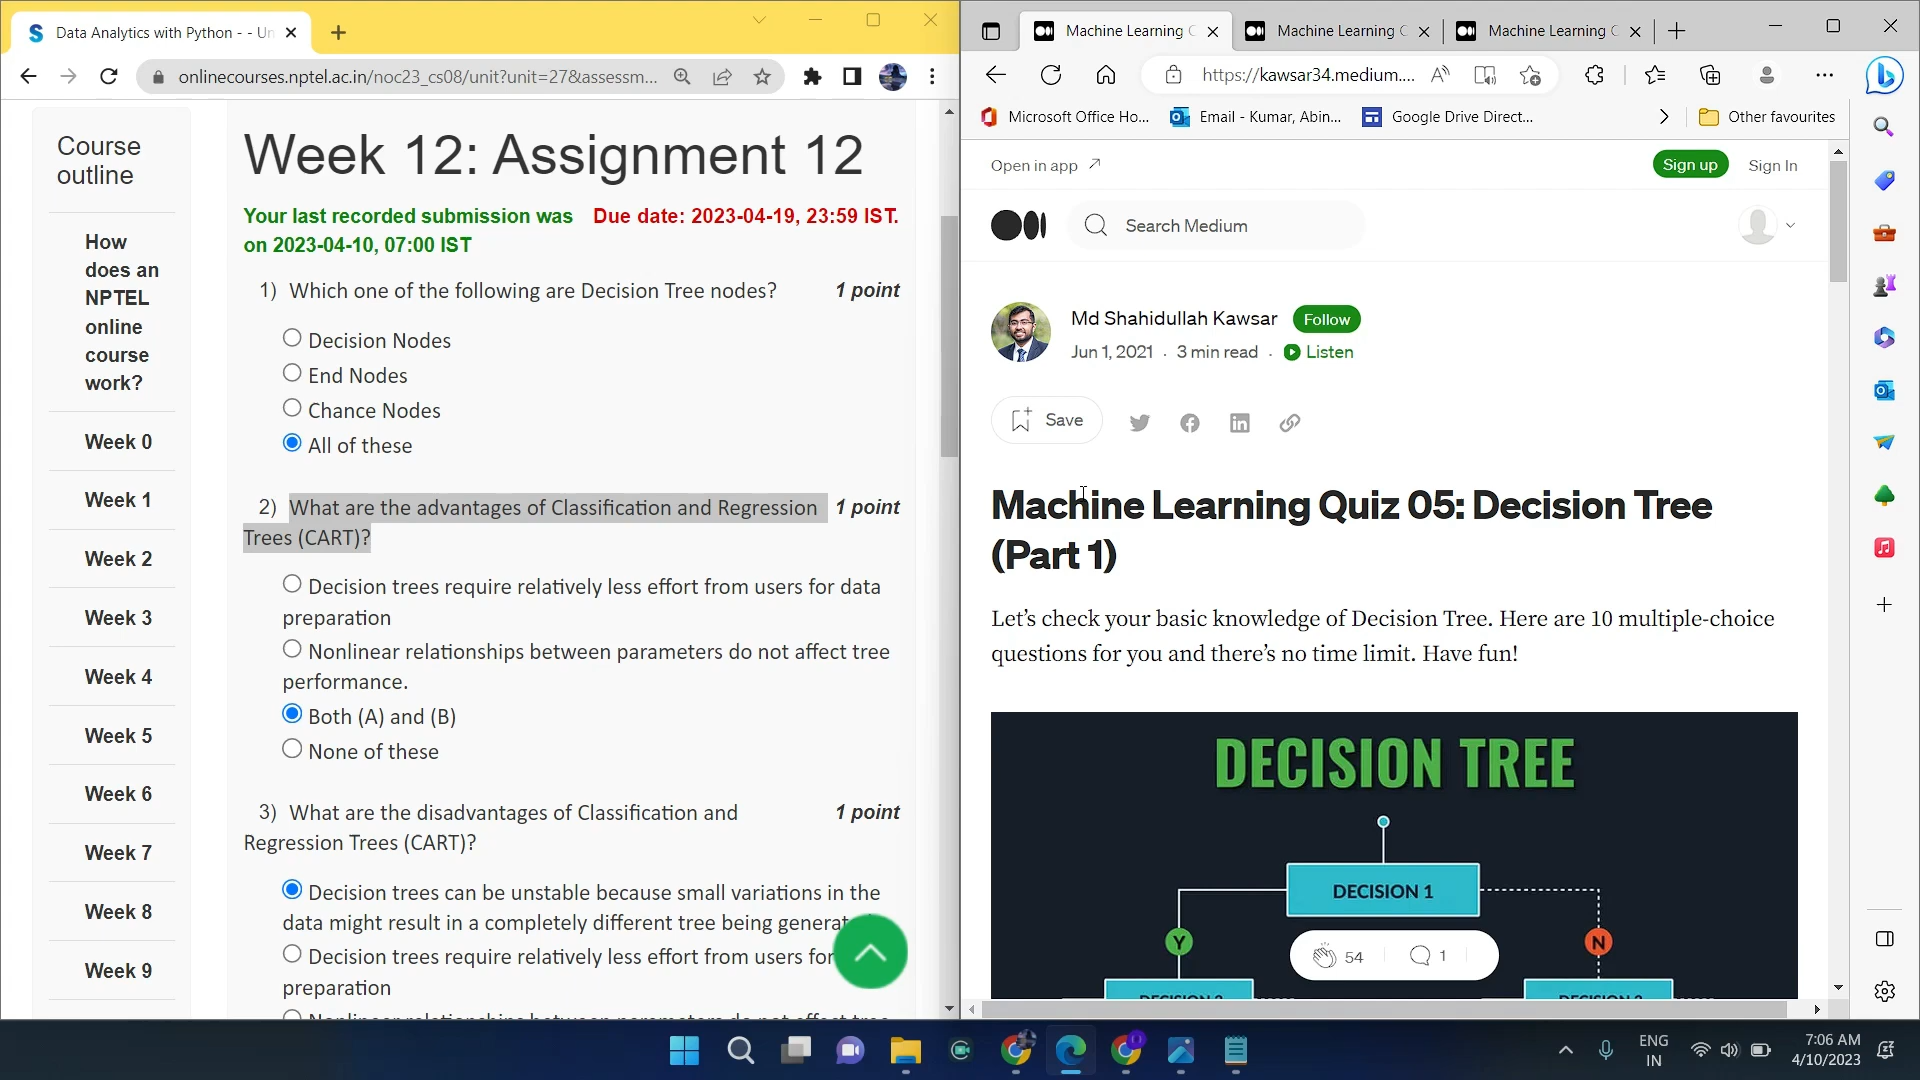 Data Analytics with Python - - Un
onlinecourses.nptel.ac.in/noc23_cs08/unit?unit=27&assessm...
Course
outline
How
does an
NPTEL
online
course
work?
Week 0
Week 1
Week 2
Week 3
Week 4
Week 5
Week 6
Week 7
Week 8
Week 9
Week 12: Assignment 12
Your last recorded submission was
on 2023-04-10, 07:00 IST
Due date: 2023-04-19, 23:59 IST.
1) Which one of the following are Decision Tree nodes? 1 point
Decision Nodes
End Nodes
Chance Nodes
All of these
2) What are the advantages of Classification and Regression 1 point
Trees (CART)?
Decision trees require relatively less effort from users for data
preparation
Nonlinear relationships between parameters do not affect tree
performance.
Both (A) and (B)
None of these
3) What are the disadvantages of Classification and 1 point
Regression Trees (CART)?
Decision trees can be unstable because small variations in the
data might result in a completely different tree being generat
Decision trees require relatively less effort from users for
preparation
Nonlinear relationships between parameters do not affect tree
Machine Learning
Machine Learning
Machine Learning
https://kawsar34.medium....
Microsoft Office Ho...
Email - Kumar, Abin...
Google Drive Direct...
Other favourites
Open in app
Sign up
Sign In
Search Medium
Md Shahidullah Kawsar
Follow
Jun 1, 2021 · 3 min read · Listen
Save
Machine Learning Quiz 05: Decision Tree
(Part 1)
Let’s check your basic knowledge of Decision Tree. Here are 10 multiple-choice
questions for you and there’s no time limit. Have fun!
DECISION TREE
DECISION 1
Y
N
54
1
DECISION 2
ENG
IN
7:06 AM
4/10/2023